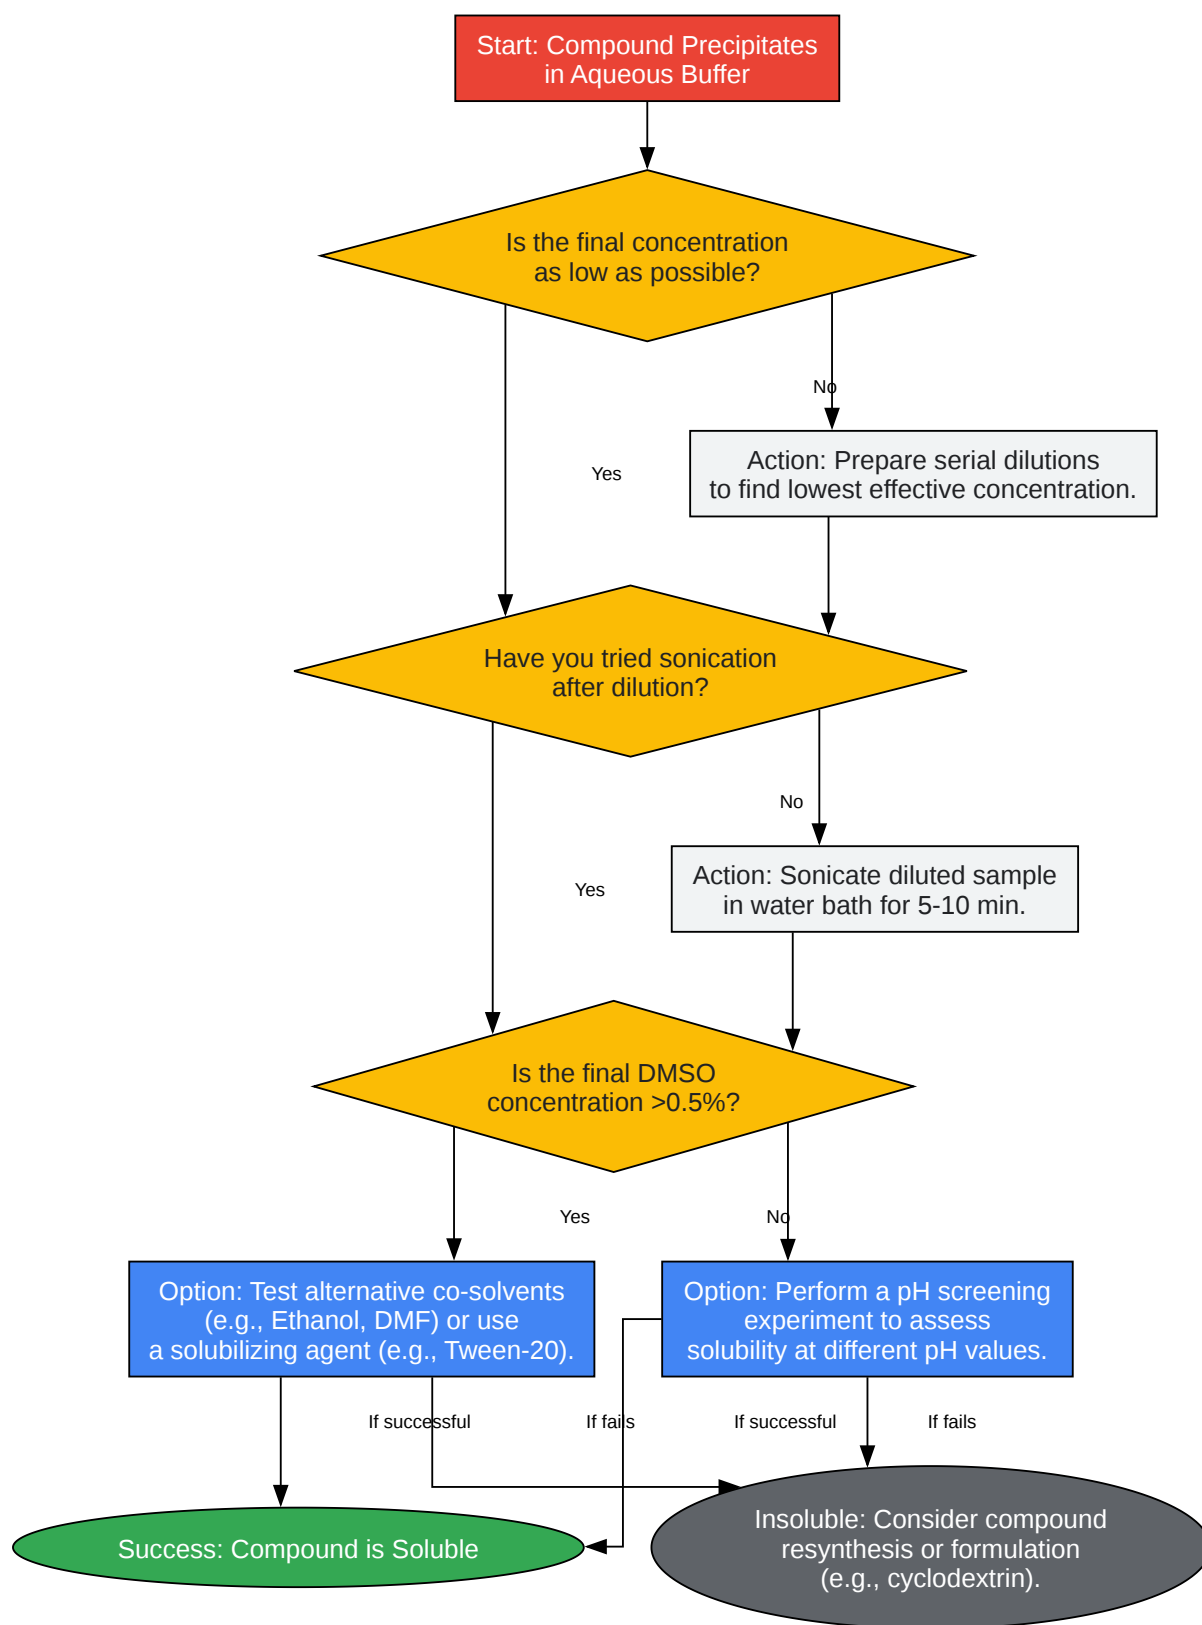 Start: Compound Precipitates
in Aqueous Buffer
Is the final concentration
as low as possible?
No
Action: Prepare serial dilutions
to find lowest effective concentration.
Yes
Have you tried sonication
after dilution?
No
Action: Sonicate diluted sample
in water bath for 5-10 min.
Yes
Is the final DMSO
concentration >0.5%?
Yes
No
Option: Test alternative co-solvents
(e.g., Ethanol, DMF) or use
a solubilizing agent (e.g., Tween-20).
Option: Perform a pH screening
experiment to assess
solubility at different pH values.
If successful
If fails
If successful
If fails
Success: Compound is Soluble
Insoluble: Consider compound
resynthesis or formulation
(e.g., cyclodextrin).